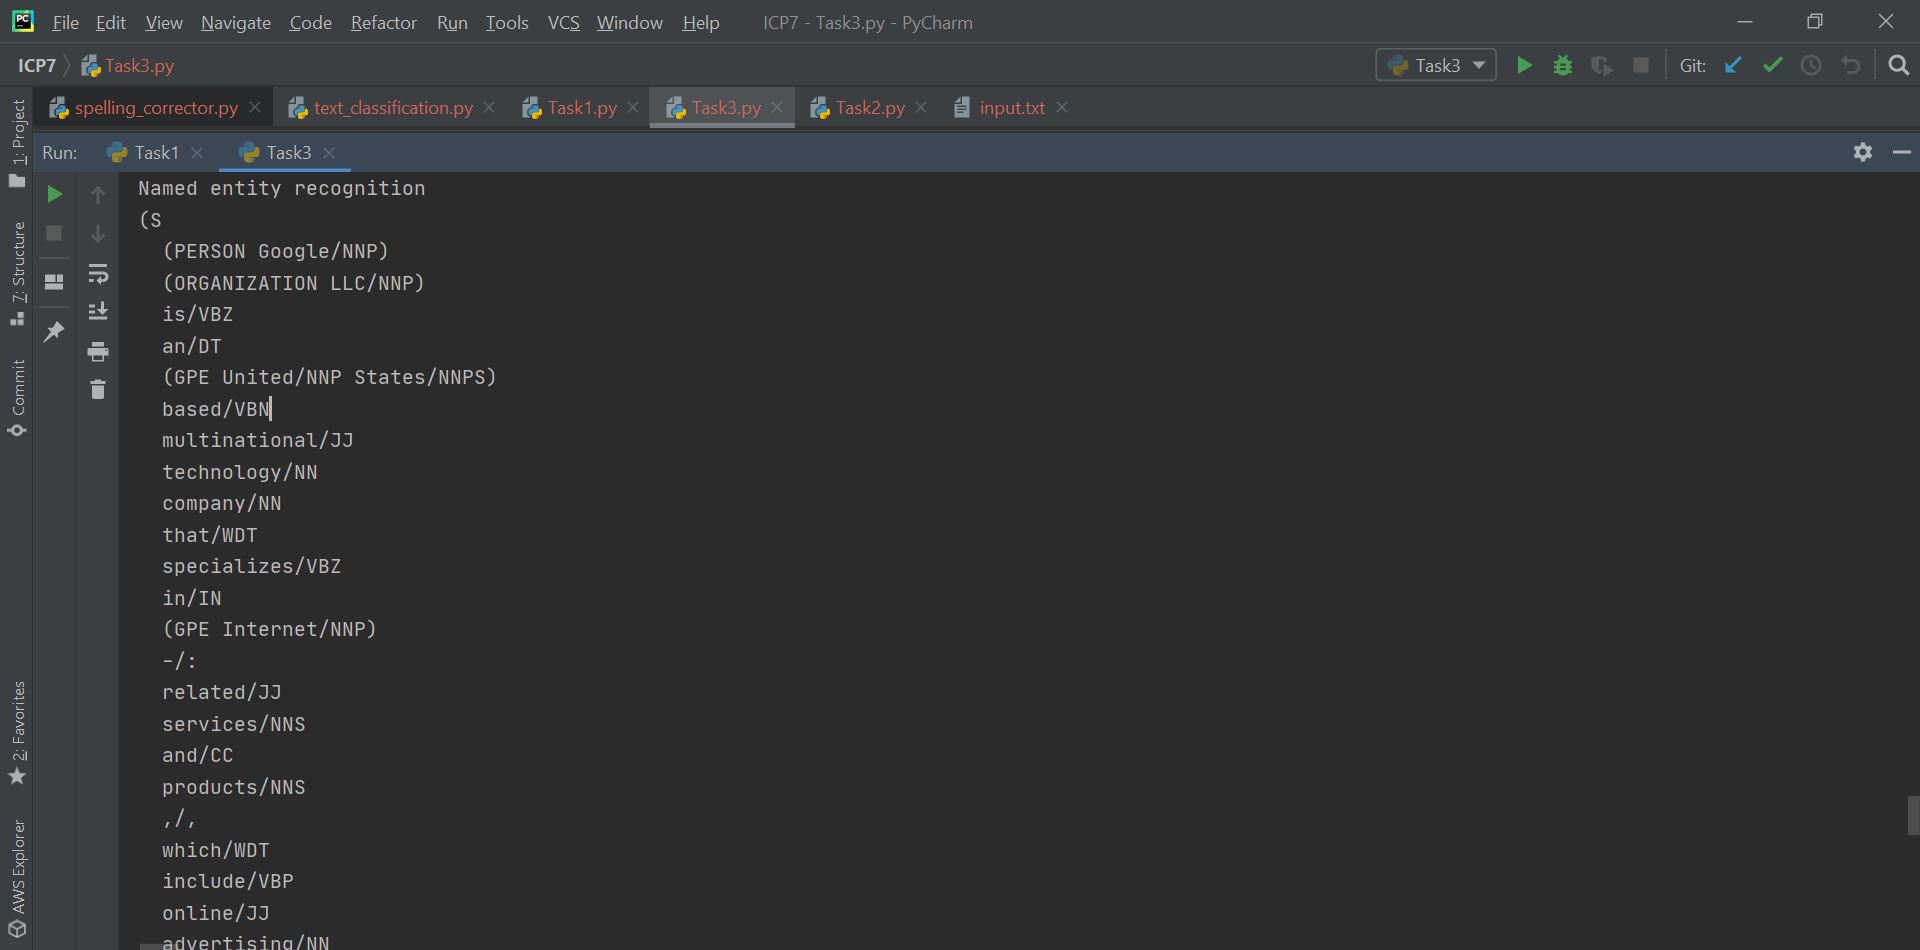 PC File Edit View Navigate Code Refactor Run Tools VCS Window Help ICP7 - Task3.py - PyCharm
ICP7 Task3.py Task3 Git:
spelling_corrector.py text_classification.py Task1.py Task3.py Task2.py input.txt
Run: Task1 Task3
1: Project
7: Structure
Commit
2: Favorites
AWS Explorer
Named entity recognition
(S
(PERSON Google/NNP)
(ORGANIZATION LLC/NNP)
is/VBZ
an/DT
(GPE United/NNP States/NNPS)
based/VBN
multinational/JJ
technology/NN
company/NN
that/WDT
specializes/VBZ
in/IN
(GPE Internet/NNP)
-/:
related/JJ
services/NNS
and/CC
products/NNS
,/,
which/WDT
include/VBP
online/JJ
advertising/NN